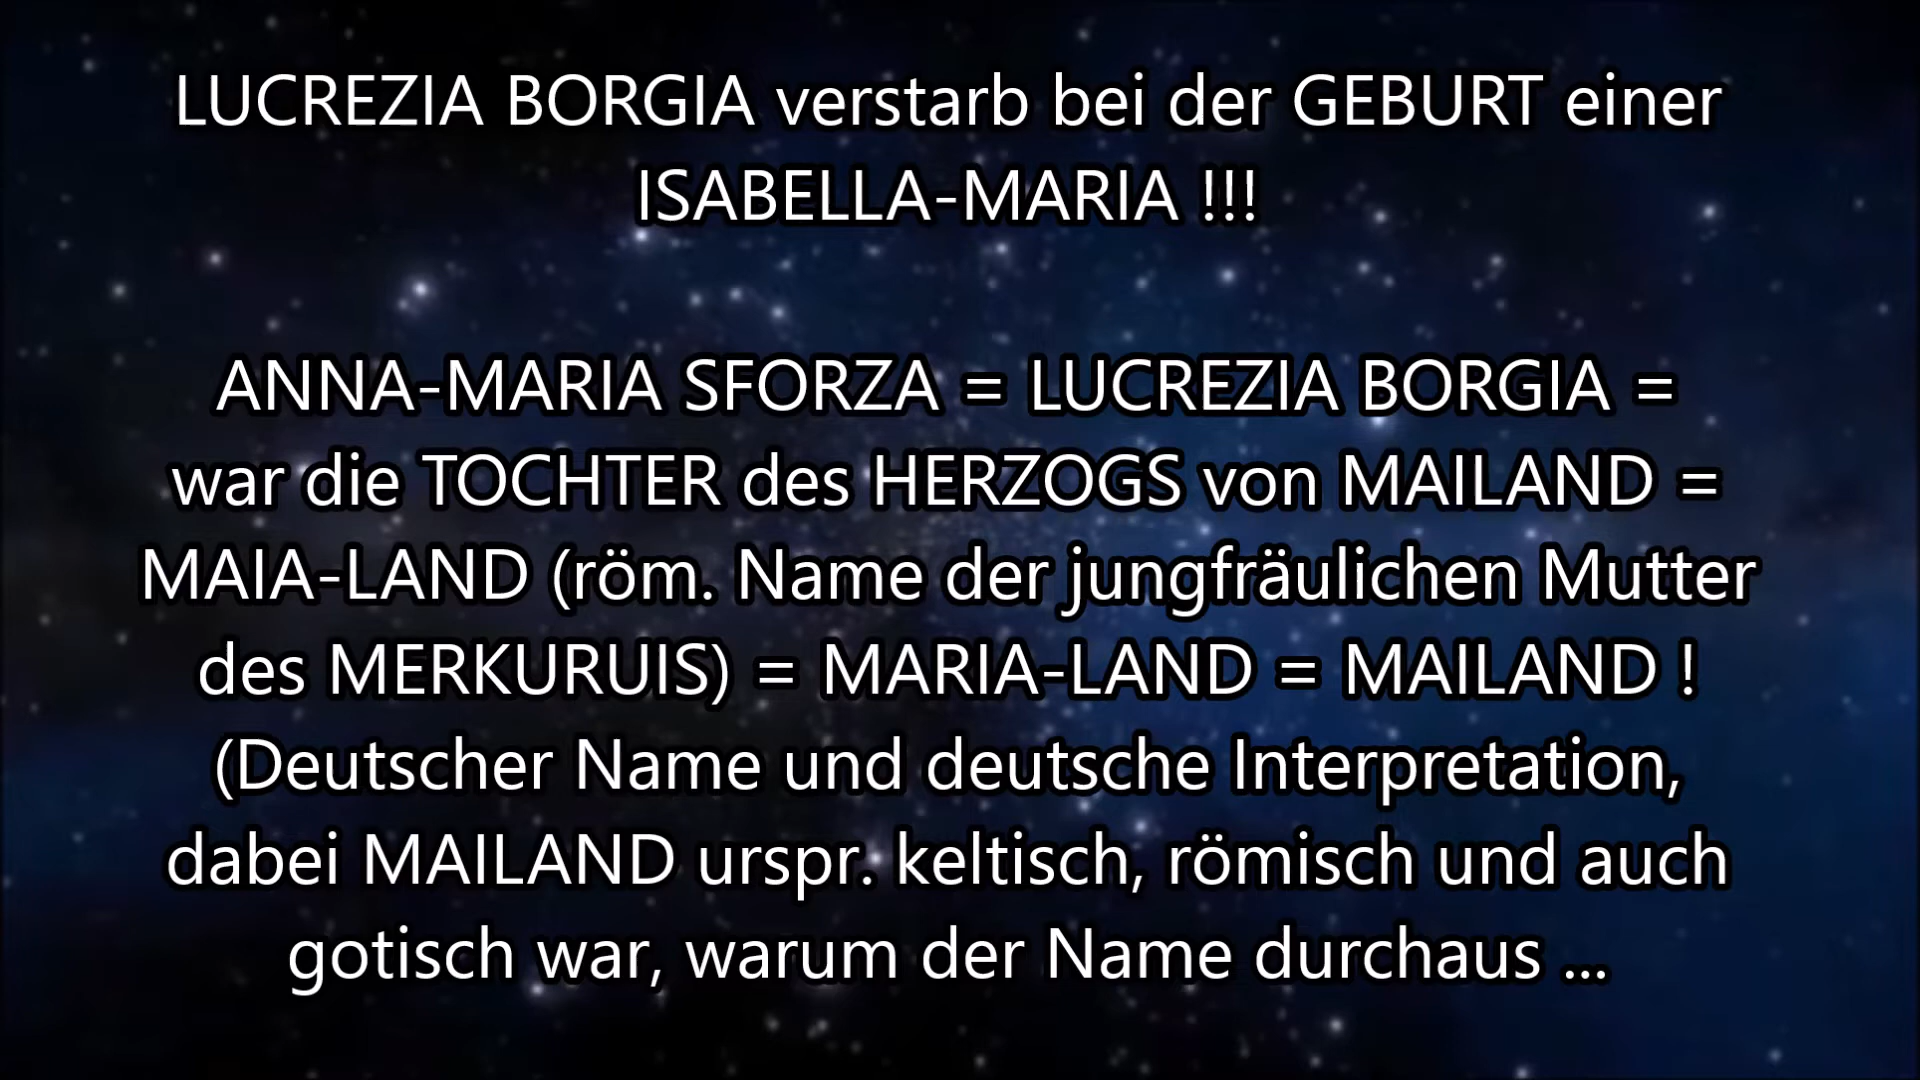 LUCREZIA BORGIA verstarb bei der GEBURT einer
ISABELLA-MARIA !!!
ANNA-MARIA SFORZA = LUCREZIA BORGIA =
war die TOCHTER des HERZOGS von MAILAND =
MAIA-LAND (röm. Name der jungfräulichen Mutter
des MERKURUIS) = MARIA-LAND = MAILAND !
(Deutscher Name und deutsche Interpretation,
dabei MAILAND urspr. keltisch, römisch und auch
gotisch war, warum der Name durchaus ...